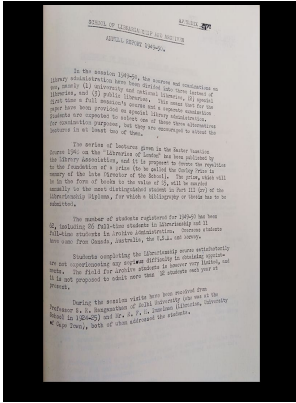 SCHOOL OF LIBRARIANSHIP AND ARCHIVES
ANNUAL REPORT 1949-50.
In the session 1949-50, the courses and examinations on
library administration have been divided into three instead of
two, namely (1) university and national libraries, (2) special
libraries, and (3) public libraries. This means that for the
first time a full session's course and a separate examination
paper have been provided on special library administration.
Students are expected to select one of these three alternatives
for examination purposes, but they are encouraged to attend the
lectures in at least two of them.
The series of lectures given in the Easter Vacation
Course 1949 on the "Libraries of London" has been published by
the Library Association, and it is proposed to devote the royalties
to the foundation of a prize (to be called the Cowley Prize in
memory of the late Director of the School). The prize, which will
be in the form of books to the value of £5, will be awarded
annually to the most distinguished student in Part III of the
Librarianship Diploma, for which a bibliography or thesis has to be
submitted.
The number of students registered for 1949-50 has been
82, including 26 full-time students in Librarianship and 11
full-time students in Archive Administration. Overseas students
have come from Canada, Australia, the U.S.A. and Norway.
Students completing the Librarianship course satisfactorily
are not experiencing any serious difficulty in obtaining appoint-
ments. The field for Archive students is however very limited, and
it is not proposed to admit more than 12 students each year at
present.
During the session visits have been received from
Professor S. R. Ranganathan of Delhi University (who was at the
School in 1924-25) and Mr. R. F. M. Immelman (Librarian, University
of Cape Town), both of whom addressed the students.